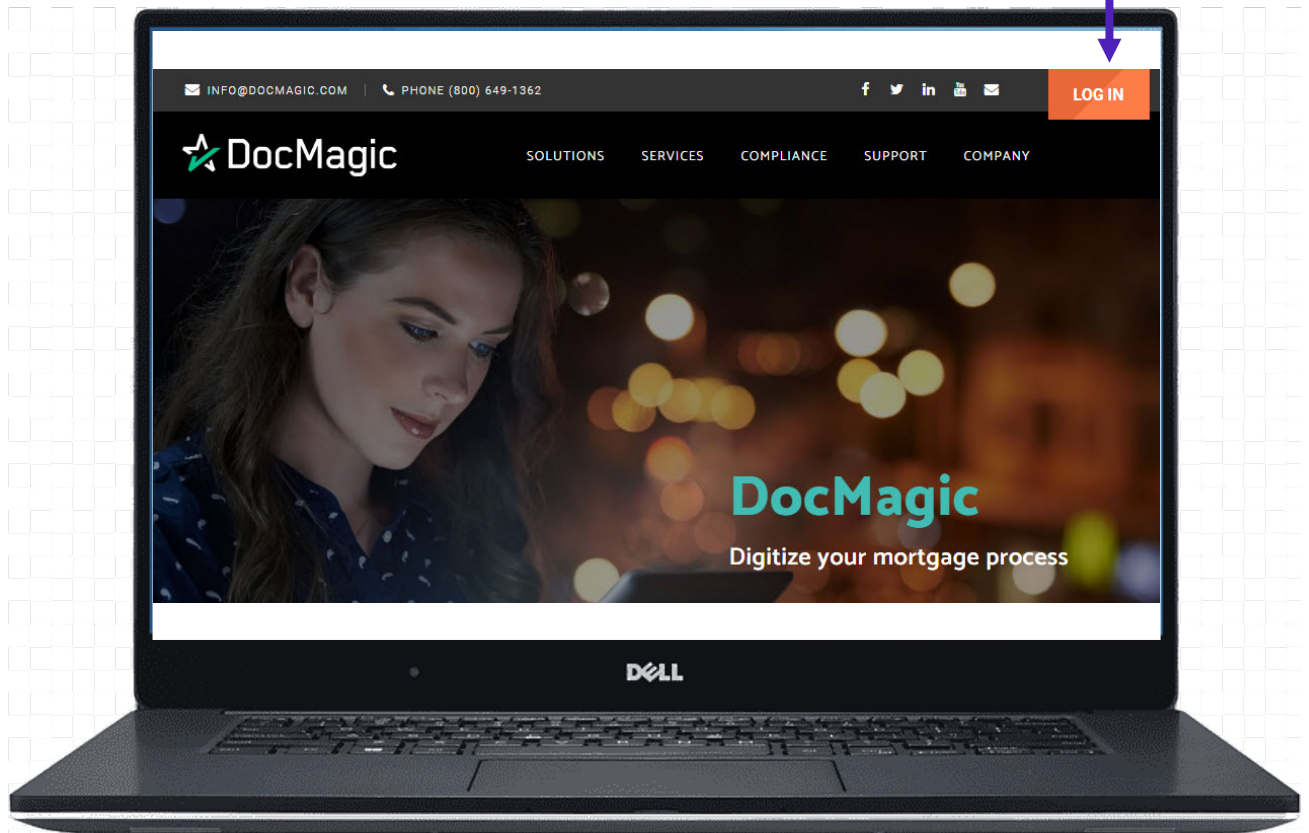 INFO@DOCMAGIC.COM | PHONE (800) 649-1362
LOG IN
DocMagic
SOLUTIONS SERVICES COMPLIANCE SUPPORT COMPANY
DocMagic
Digitize your mortgage process
DELL